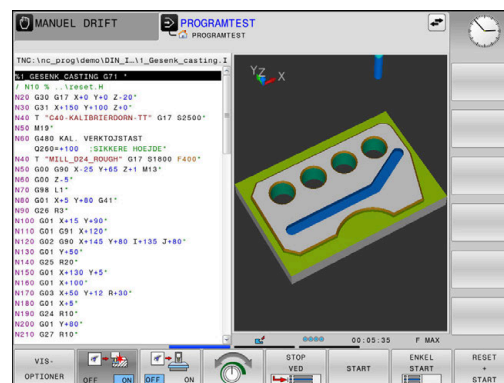 MANUEL DRIFT
PROGRAMTEST
PROGRAMTEST
TNC:\nc_prog\demo\DIN_I…\1_Gesenk_casting.I
%1_GESENK_CASTING G71 *
/ N10 % ..\reset.H
N20 G30 G17 X+0 Y+0 Z-20*
N30 G31 X+150 Y+100 Z+0*
N40 T "C40-KALIBRIERDORN-TT" G17 S2500*
N50 M19*
N60 G480 KAL. VERKTOJSTAST
Q260=+100 ;SIKKERE HOEJDE*
N40 T "MILL_D24_ROUGH" G17 S1800 F400*
N50 G00 G90 X-25 Y+65 Z+1 M13*
N60 G00 Z-5*
N70 G98 L1*
N80 G01 X+5 Y+80 G41*
N90 G26 R3*
N100 G01 X+15 Y+90*
N110 G01 G91 X+120*
N120 G02 G90 X+145 Y+80 I+135 J+80*
N130 G01 Y+50*
N140 G25 R20*
N150 G01 X+130 Y+5*
N160 G01 X+100*
N170 G03 X+50 Y+12 R+30*
N180 G01 X+5*
N190 G24 R10*
N200 G01 Y+80*
N210 G27 R10*
YZ X
00:05:35 F MAX
VIS-
OPTIONER
OFF ON
OFF ON
STOP
VED
START
ENKEL
START
RESET
+
START